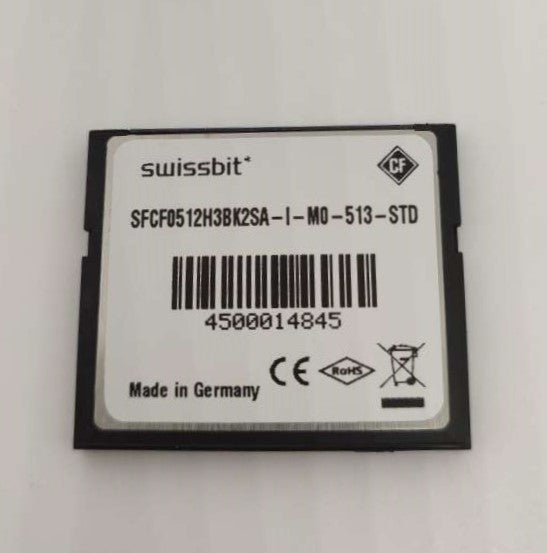 swissbit
CF
SFCF0512H3BK2SA-I-M0-513-STD
4500014845
CE
RoHS
Made in Germany